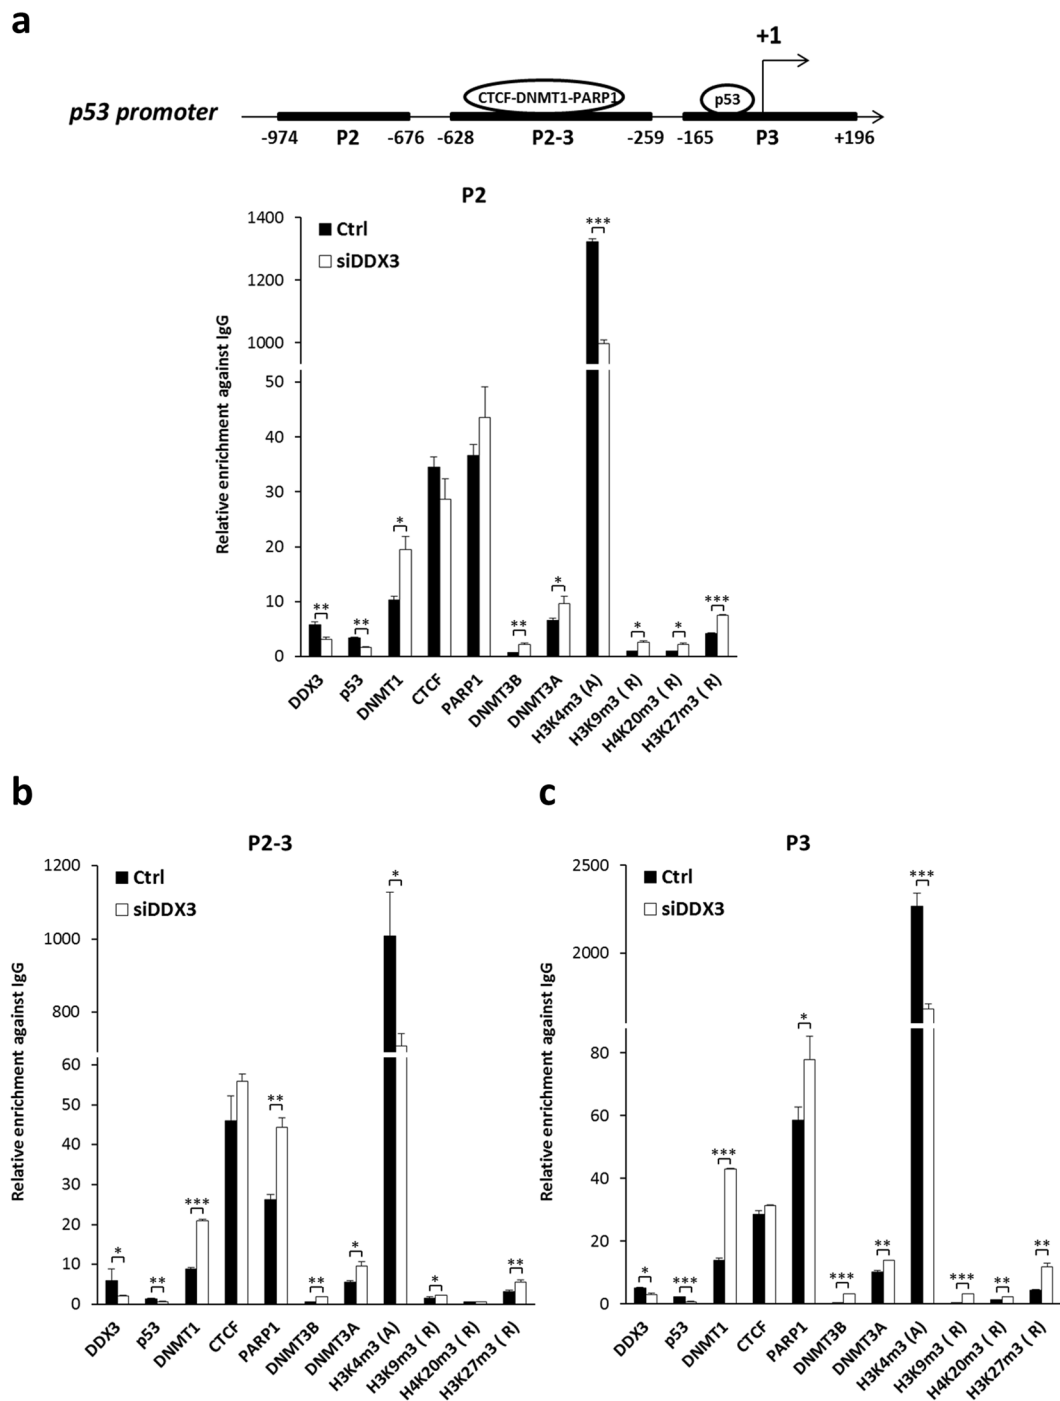 a
+1
CTCF-DNMT1-PARP1
p53
p53 promoter
-974 P2 -676 -628 P2-3 -259 -165 P3 +196
P2
Ctrl
siDDX3
Relative enrichment against IgG
1400
1200
1000
50
40
30
20
10
0
***
*
**
**
**
*
*
*
***
DDX3
p53
DNMT1
CTCF
PARP1
DNMT3B
DNMT3A
H3K4m3 (A)
H3K9m3 ( R)
H4K20m3 ( R)
H3K27m3 ( R)
b
P2-3
Ctrl
siDDX3
Relative enrichment against IgG
1200
1000
800
60
50
40
30
20
10
0
*
**
***
*
**
**
*
*
**
DDX3
p53
DNMT1
CTCF
PARP1
DNMT3B
DNMT3A
H3K4m3 (A)
H3K9m3 ( R)
H4K20m3 ( R)
H3K27m3 ( R)
c
P3
Ctrl
siDDX3
Relative enrichment against IgG
2500
2000
80
60
40
20
0
***
*
***
*
***
***
**
***
**
**
DDX3
p53
DNMT1
CTCF
PARP1
DNMT3B
DNMT3A
H3K4m3 (A)
H3K9m3 ( R)
H4K20m3 ( R)
H3K27m3 ( R)